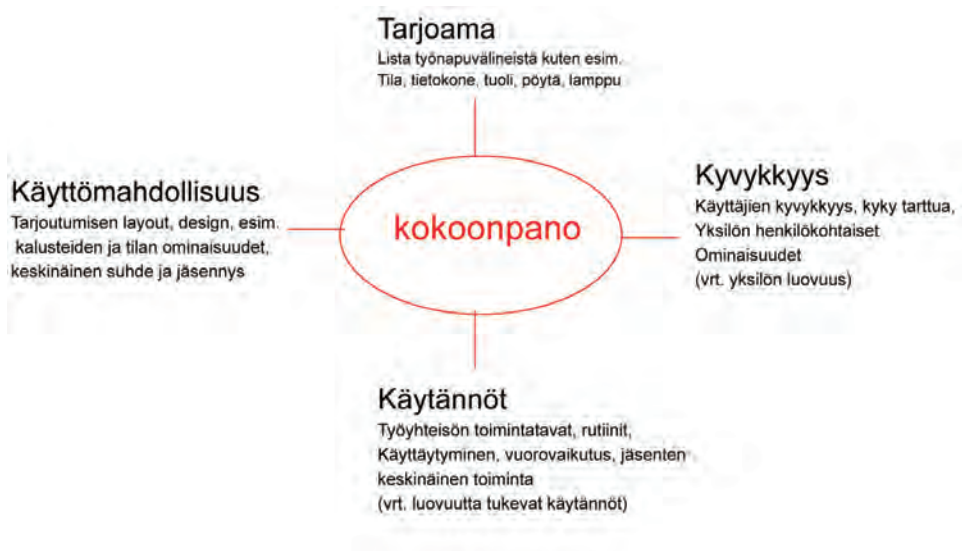 Tarjoama
Lista työnapuvälineistä kuten esim.
Tila, tietokone, tuoli, pöytä, lamppu
Käyttömahdollisuus
Tarjoutumisen layout, design, esim.
kalusteiden ja tilan ominaisuudet,
keskinäinen suhde ja jäsennys
kokoonpano
Kyvykkyys
Käyttäjien kyvykkyys, kyky tarttua,
Yksilön henkilökohtaiset
Ominaisuudet
(vrt. yksilön luovuus)
Käytännöt
Työyhteisön toimintatavat, rutiinit,
Käyttäytyminen, vuorovaikutus, jäsenten
keskinäinen toiminta
(vrt. luovuutta tukevat käytännöt)